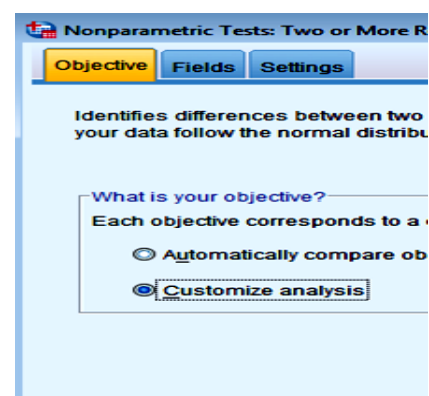 Nonparametric Tests: Two or More R
Objective Fields Settings
Identifies differences between two
your data follow the normal distribu
What is your objective?
Each objective corresponds to a
Automatically compare ob
Customize analysis